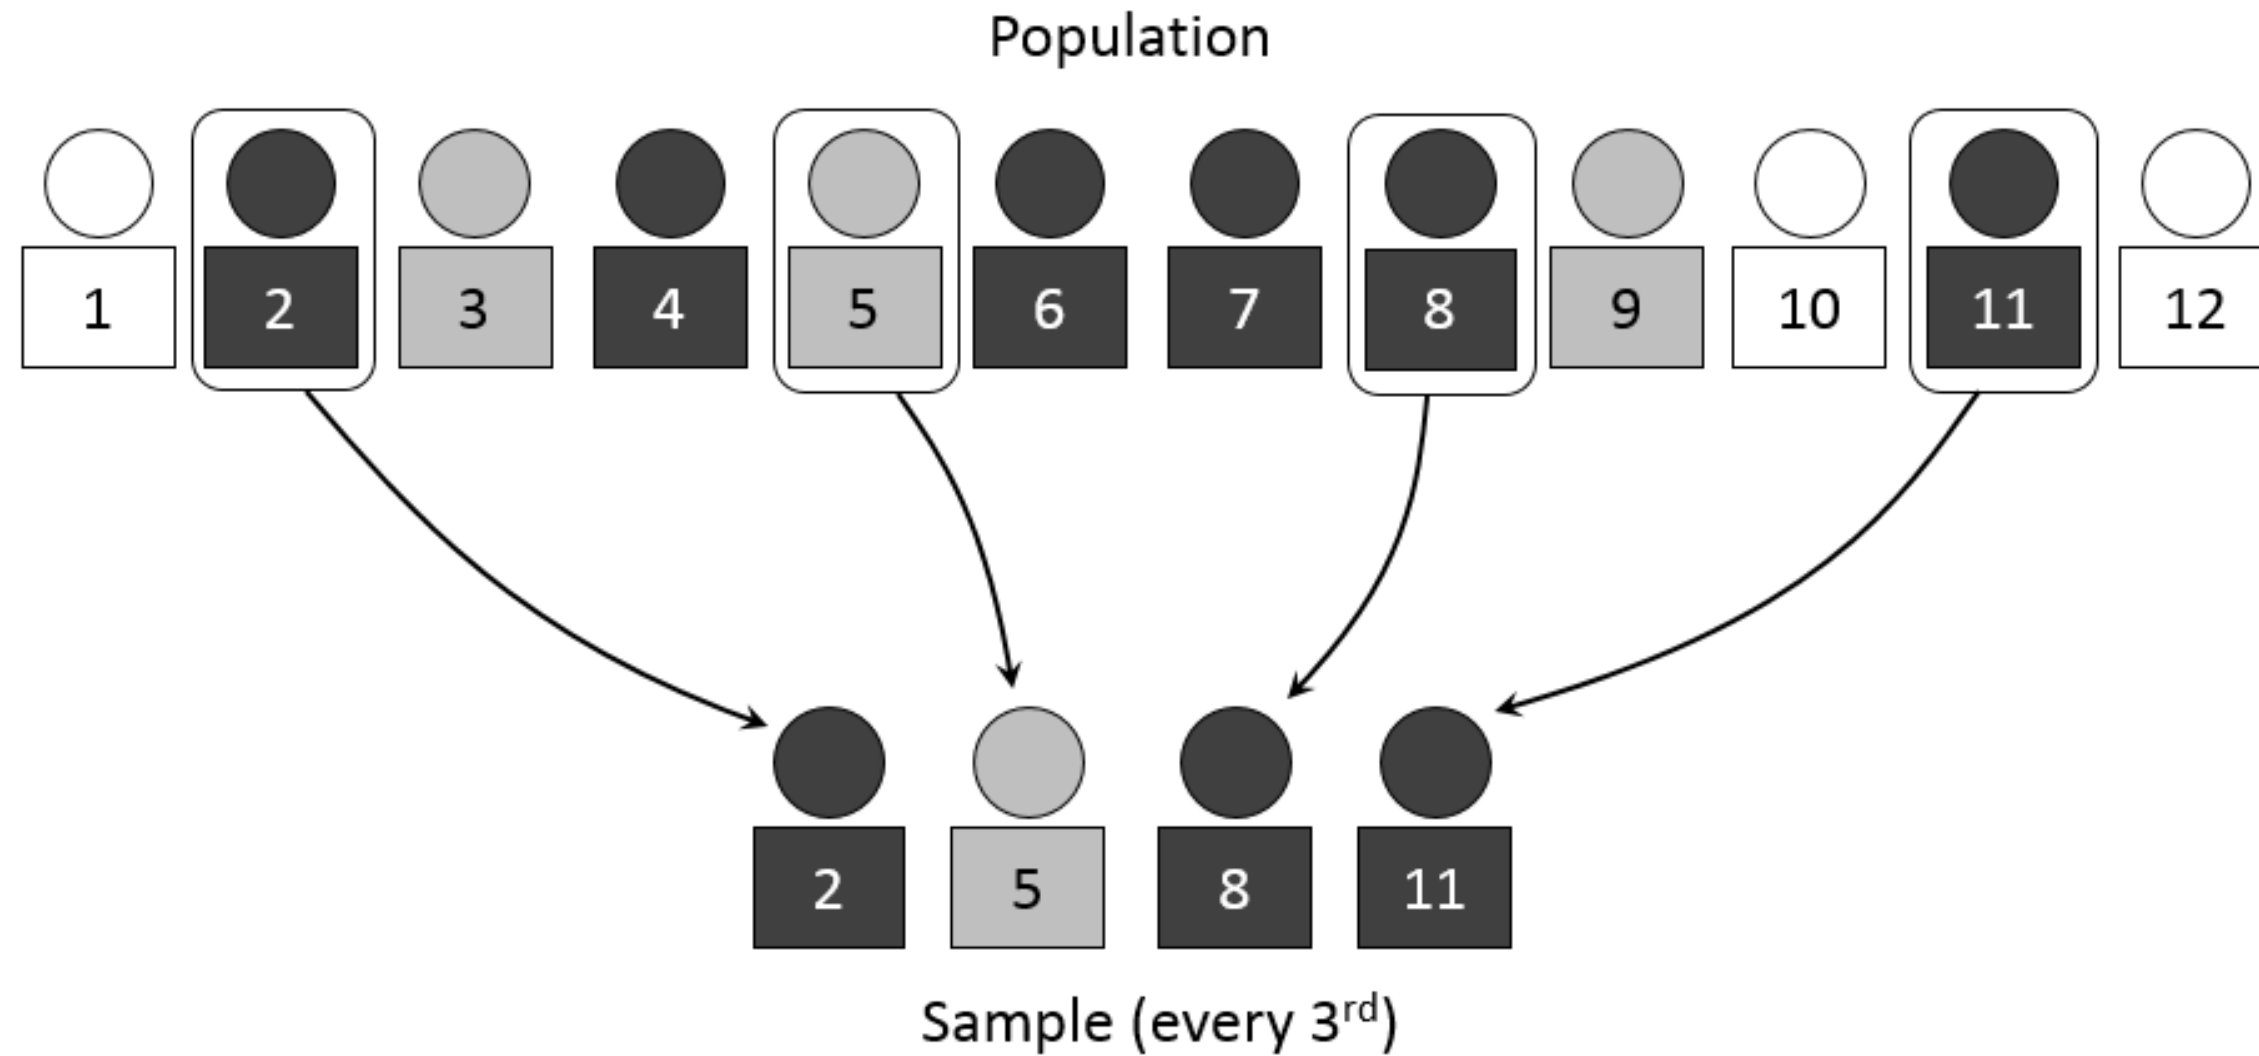 Population
1 2 3 4 5 6 7 8 9 10 11 12
2 5 8 11
Sample (every 3rd)